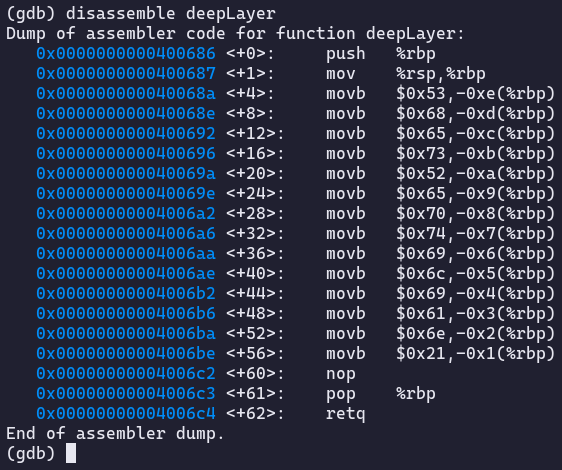 (gdb) disassemble deepLayer
Dump of assembler code for function deepLayer:
   0x0000000000400686 <+0>:     push   %rbp
   0x0000000000400687 <+1>:     mov    %rsp,%rbp
   0x000000000040068a <+4>:     movb   $0x53,-0xe(%rbp)
   0x000000000040068e <+8>:     movb   $0x68,-0xd(%rbp)
   0x0000000000400692 <+12>:    movb   $0x65,-0xc(%rbp)
   0x0000000000400696 <+16>:    movb   $0x73,-0xb(%rbp)
   0x000000000040069a <+20>:    movb   $0x52,-0xa(%rbp)
   0x000000000040069e <+24>:    movb   $0x65,-0x9(%rbp)
   0x00000000004006a2 <+28>:    movb   $0x70,-0x8(%rbp)
   0x00000000004006a6 <+32>:    movb   $0x74,-0x7(%rbp)
   0x00000000004006aa <+36>:    movb   $0x69,-0x6(%rbp)
   0x00000000004006ae <+40>:    movb   $0x6c,-0x5(%rbp)
   0x00000000004006b2 <+44>:    movb   $0x69,-0x4(%rbp)
   0x00000000004006b6 <+48>:    movb   $0x61,-0x3(%rbp)
   0x00000000004006ba <+52>:    movb   $0x6e,-0x2(%rbp)
   0x00000000004006be <+56>:    movb   $0x21,-0x1(%rbp)
   0x00000000004006c2 <+60>:    nop
   0x00000000004006c3 <+61>:    pop    %rbp
   0x00000000004006c4 <+62>:    retq
End of assembler dump.
(gdb)